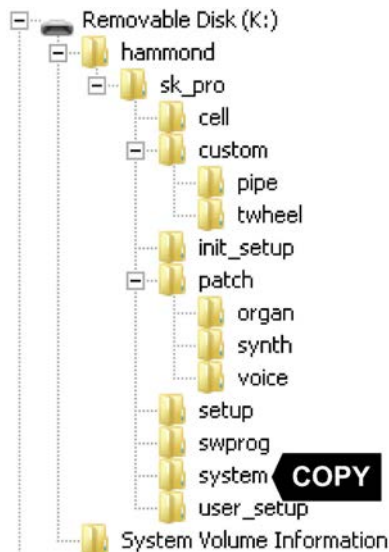 Removable Disk (K:)
hammond
sk_pro
cell
custom
pipe
twheel
init_setup
patch
organ
synth
voice
setup
swprog
system COPY
user_setup
System Volume Information